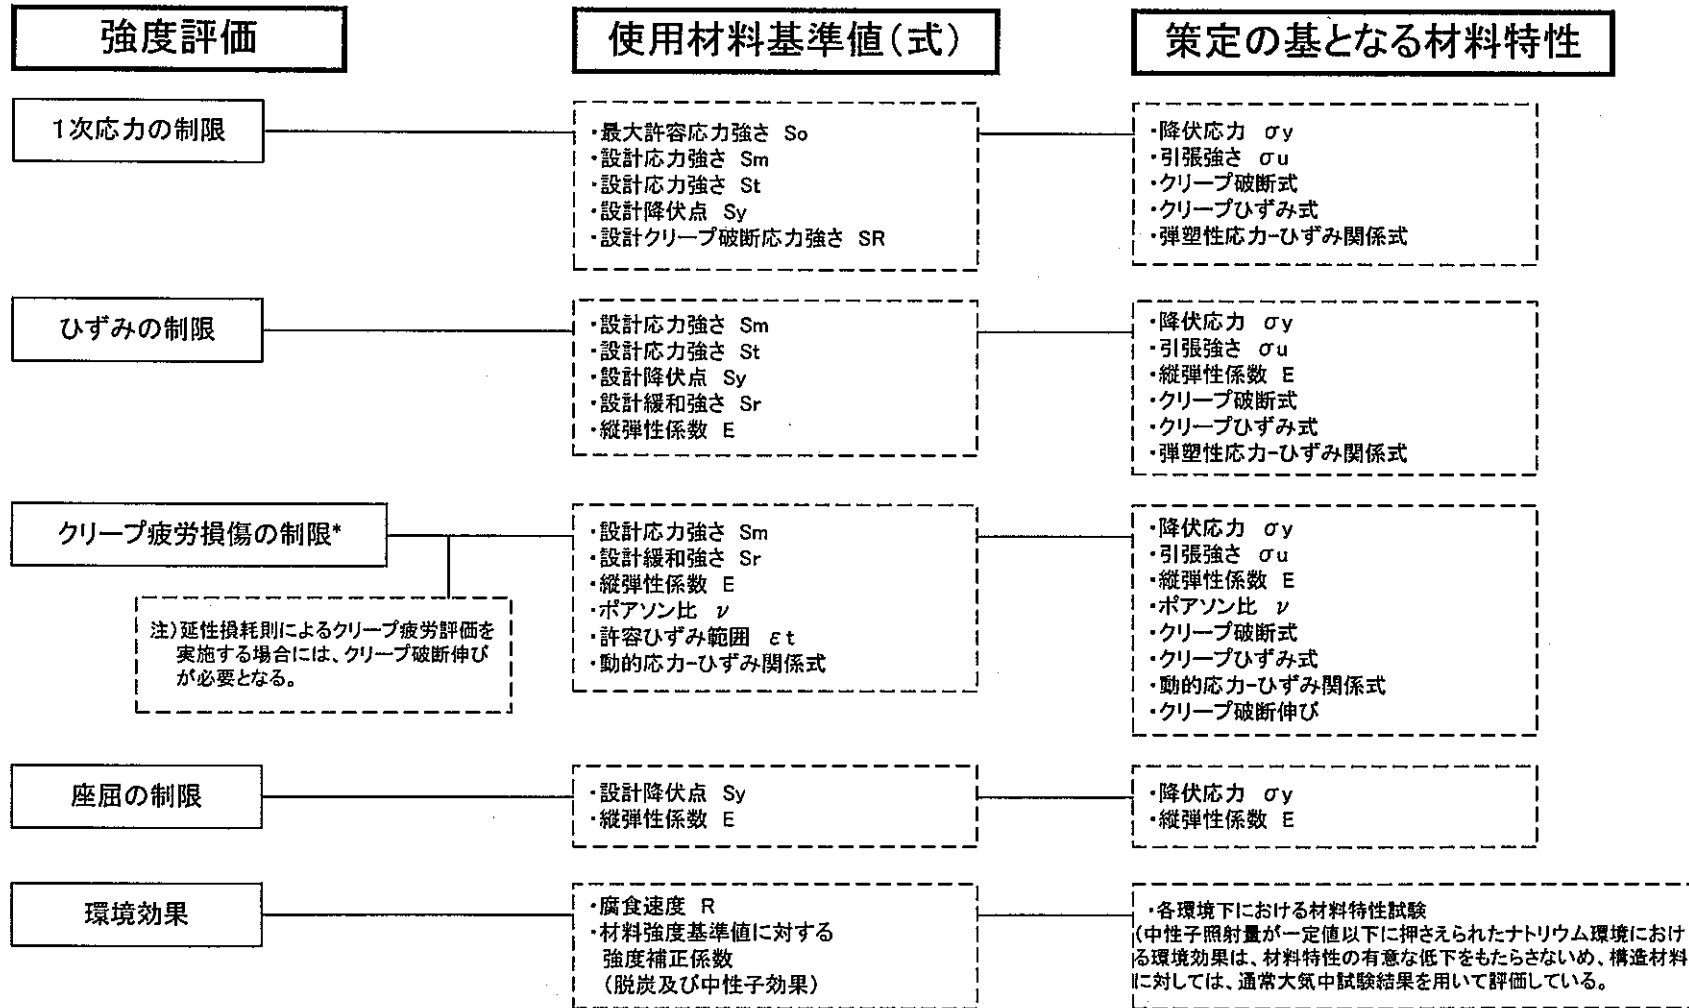 強度評価
使用材料基準値(式)
策定の基となる材料特性
1次応力の制限
・最大許容応力強さ So
・設計応力強さ Sm
・設計応力強さ St
・設計降伏点 Sy
・設計クリープ破断応力強さ SR
・降伏応力 σy
・引張強さ σu
・クリープ破断式
・クリープひずみ式
・弾塑性応力-ひずみ関係式
ひずみの制限
・設計応力強さ Sm
・設計応力強さ St
・設計降伏点 Sy
・設計緩和強さ Sr
・縦弾性係数 E
・降伏応力 σy
・引張強さ σu
・縦弾性係数 E
・クリープ破断式
・クリープひずみ式
・弾塑性応力-ひずみ関係式
クリープ疲労損傷の制限*
注)延性損耗則によるクリープ疲労評価を
実施する場合には、クリープ破断伸び
が必要となる。
・設計応力強さ Sm
・設計緩和強さ Sr
・縦弾性係数 E
・ポアソン比 ν
・許容ひずみ範囲 εt
・動的応力-ひずみ関係式
・降伏応力 σy
・引張強さ σu
・縦弾性係数 E
・ポアソン比 ν
・クリープ破断式
・クリープひずみ式
・動的応力-ひずみ関係式
・クリープ破断伸び
座屈の制限
・設計降伏点 Sy
・縦弾性係数 E
・降伏応力 σy
・縦弾性係数 E
環境効果
・腐食速度 R
・材料強度基準値に対する
強度補正係数
(脱炭及び中性子効果)
・各環境下における材料特性試験
(中性子照射量が一定値以下に押さえられたナトリウム環境におけ
る環境効果は、材料特性の有意な低下をもたらさないめ、構造材料
に対しては、通常大気中試験結果を用いて評価している。